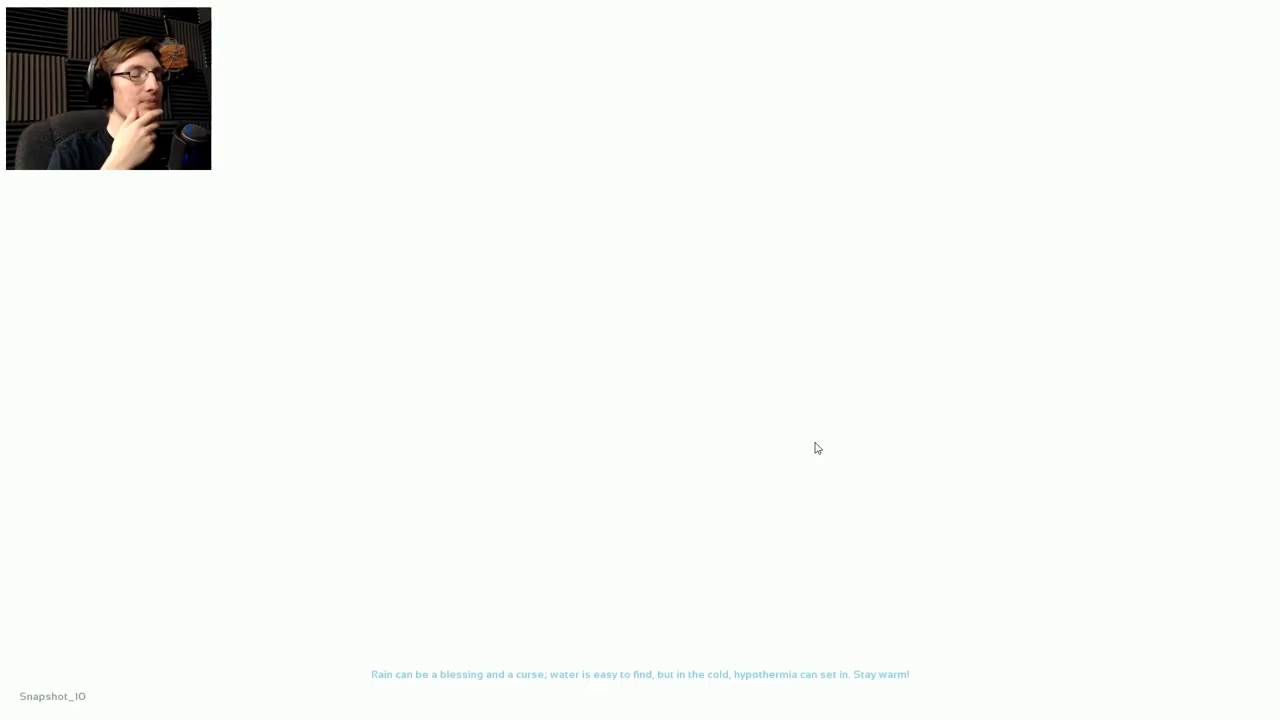 Rain can be a blessing and a curse; water is easy to find, but in the cold, hypothermia can set in. Stay warm!
Snapshot_10